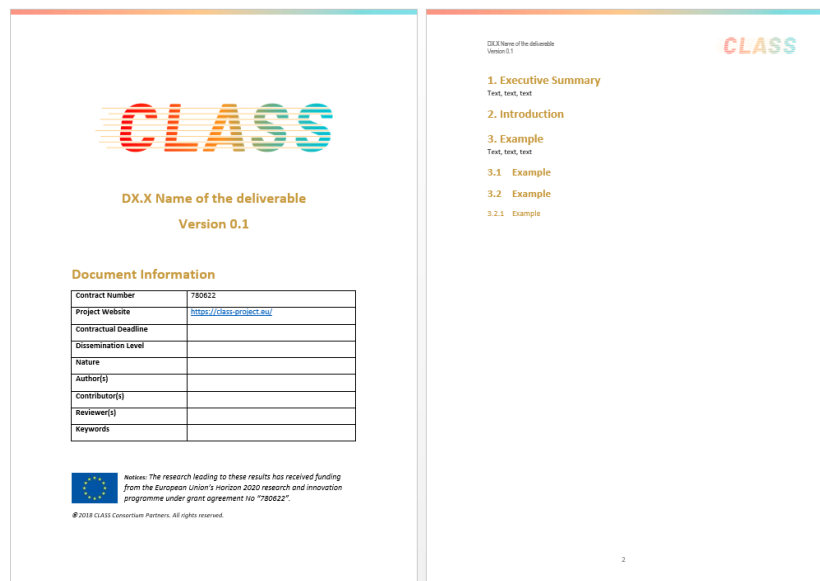 CLASS
DX.X Name of the deliverable
Version 0.1
Document Information
Contract Number 780622
Project Website https://class-project.eu/
Contractual Deadline
Dissemination Level
Nature
Author(s)
Contributor(s)
Reviewer(s)
Keywords
Notices: The research leading to these results has received funding
from the European Union's Horizon 2020 research and innovation
programme under grant agreement No "780622".
© 2018 CLASS Consortium Partners. All rights reserved.
DX.X Name of the deliverable
Version 0.1
CLASS
1. Executive Summary
Text, text, text
2. Introduction
3. Example
Text, text, text
3.1 Example
3.2 Example
3.2.1 Example
2